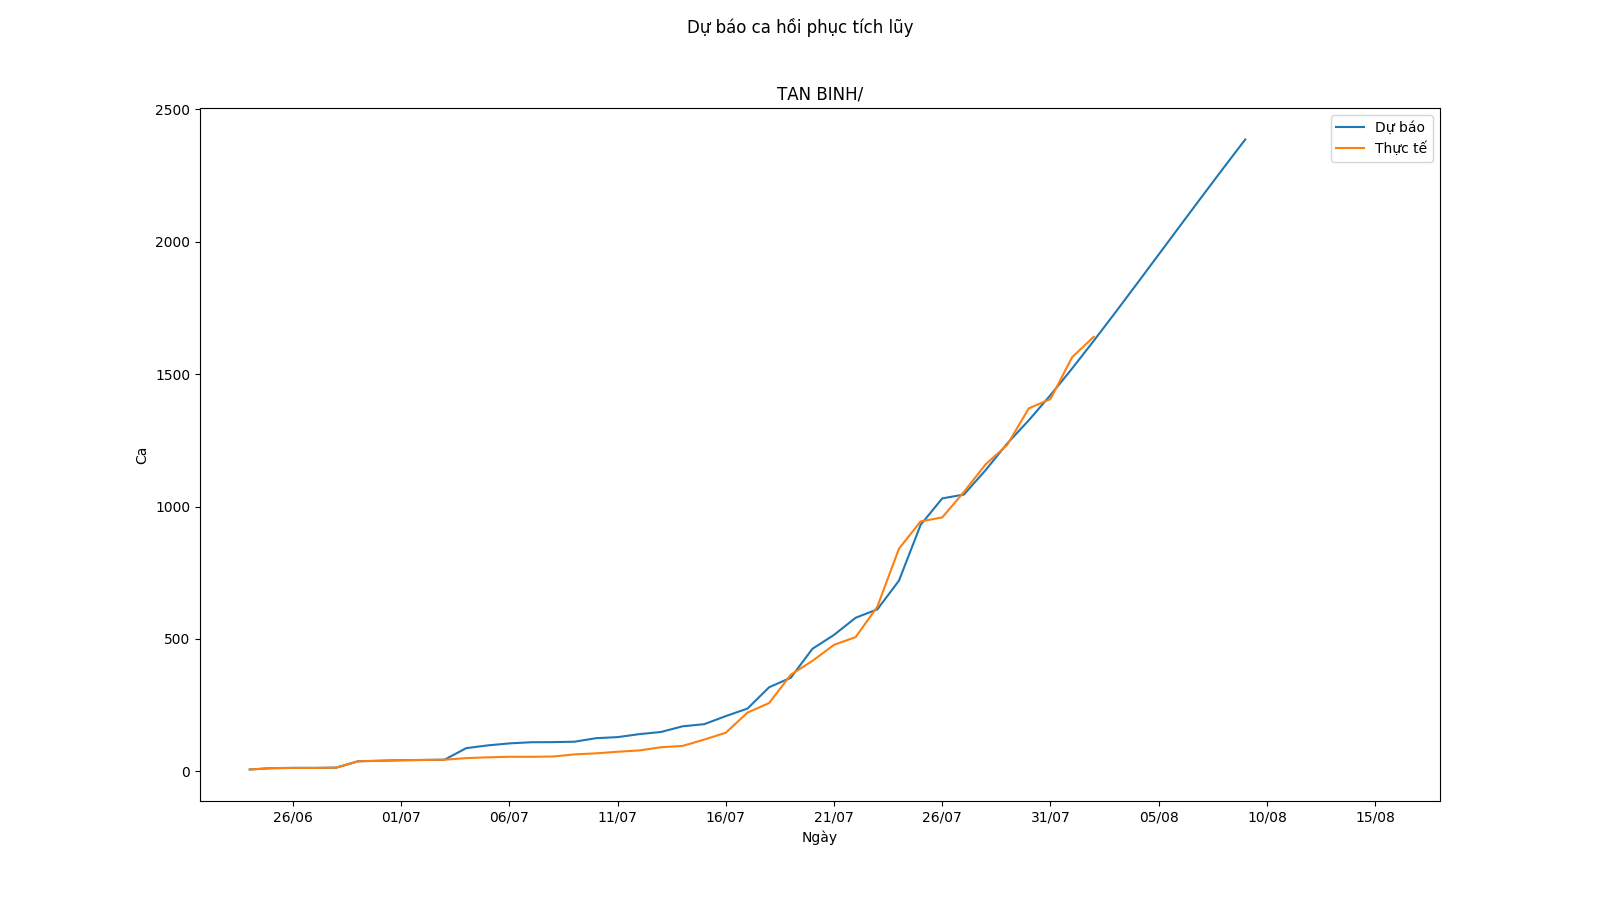 Dự báo ca hồi phục tích lũy
TAN BINH/
Dự báo
Thực tế
2500
2000
1500
1000
500
0
Ca
26/06
01/07
06/07
11/07
16/07
21/07
26/07
31/07
05/08
10/08
15/08
Ngày